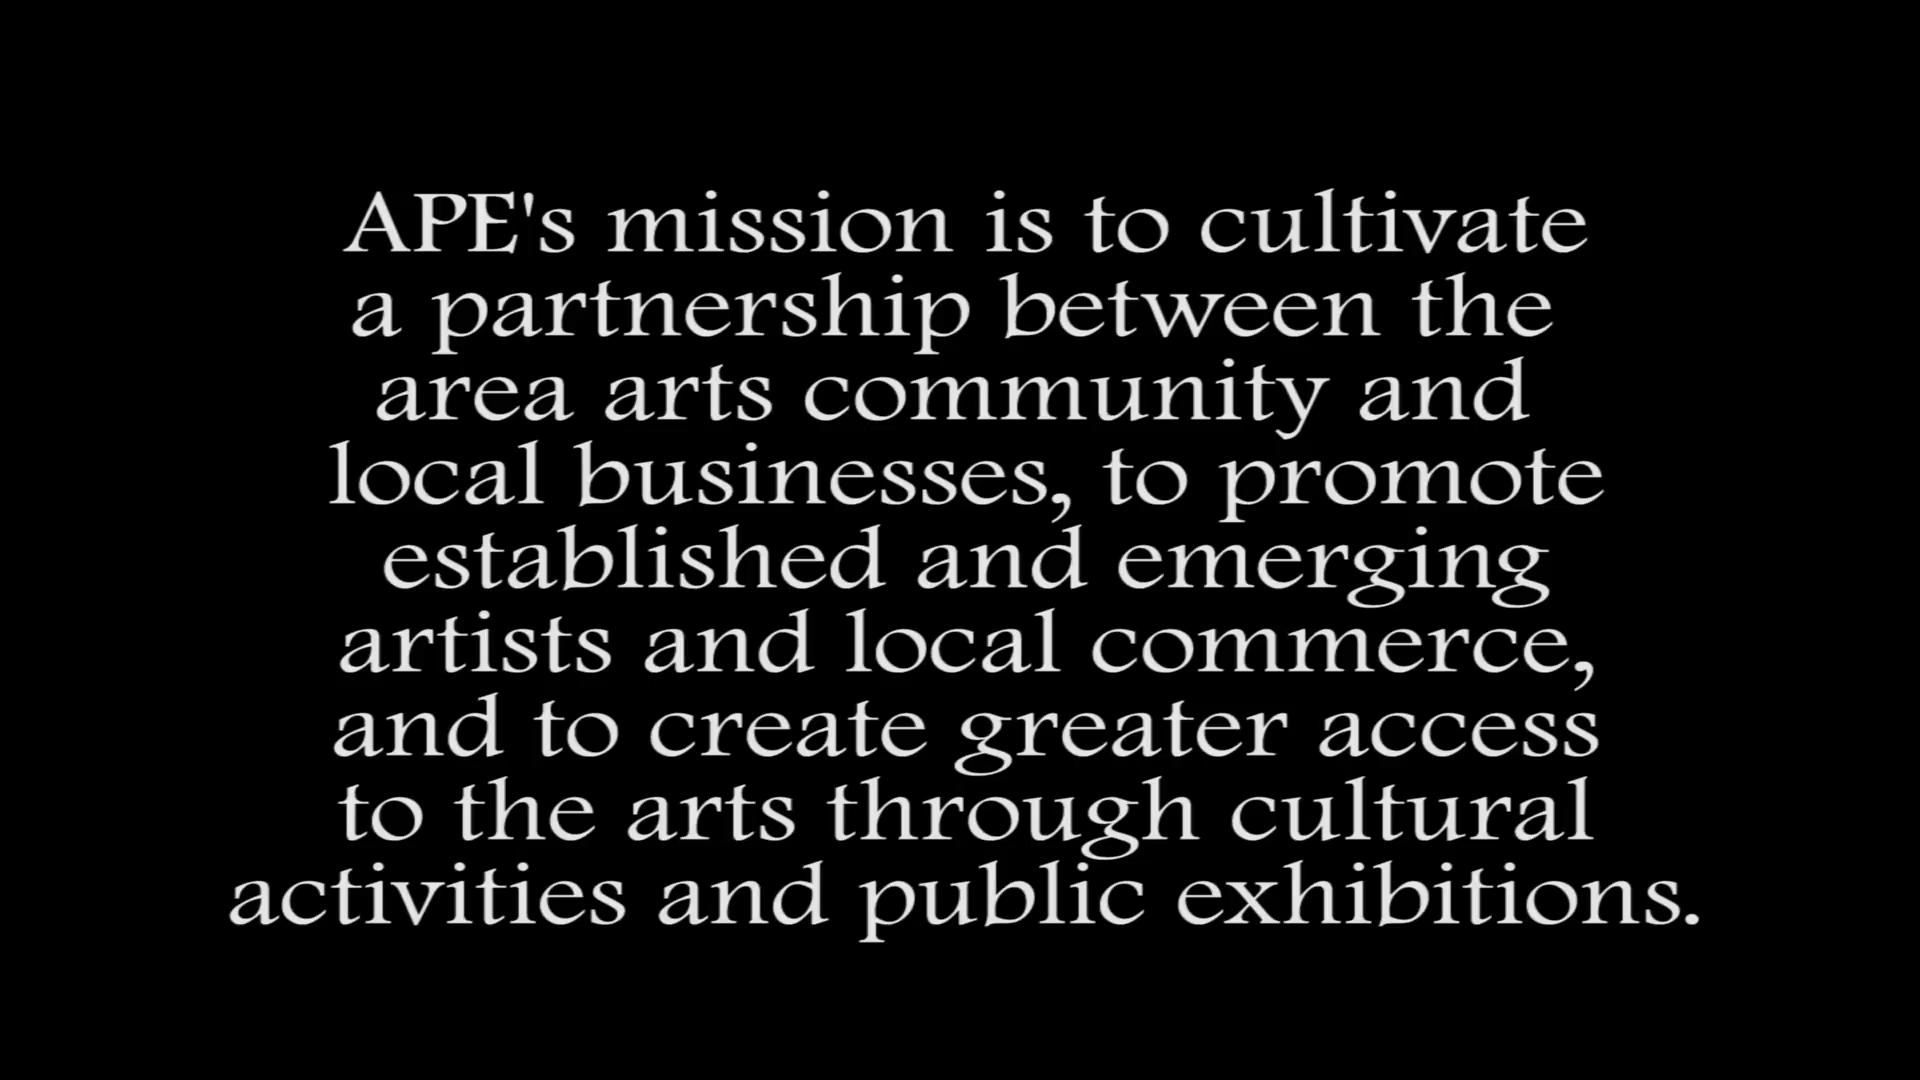 APE's mission is to cultivate
a partnership between the
area arts community and
local businesses, to promote
established and emerging
artists and local commerce,
and to create greater access
to the arts through cultural
activities and public exhibitions.